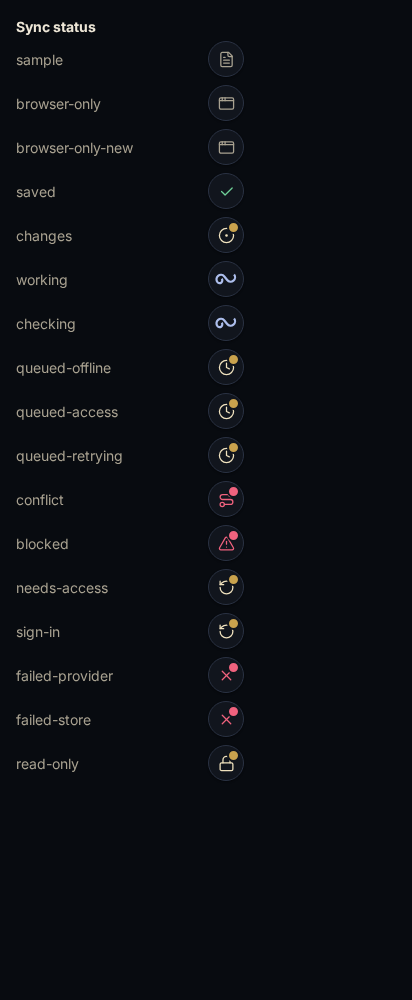 Sync status
sample
browser-only
browser-only-new
saved
changes
working
checking
queued-offline
queued-access
queued-retrying
conflict
blocked
needs-access
sign-in
failed-provider
failed-store
read-only